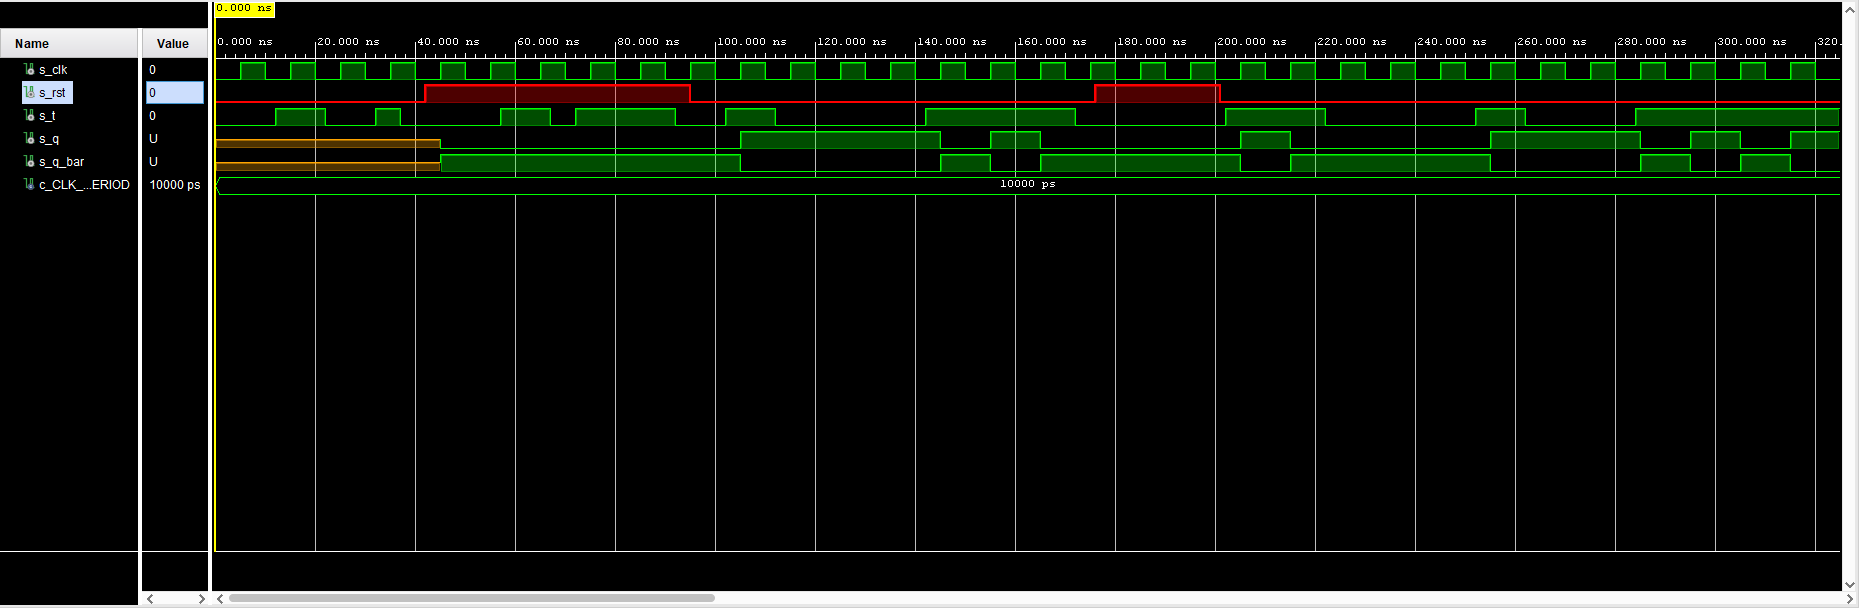 0.000 ns
Name Value
0.000 ns 20.000 ns 40.000 ns 60.000 ns 80.000 ns 100.000 ns 120.000 ns 140.000 ns 160.000 ns 180.000 ns 200.000 ns 220.000 ns 240.000 ns 260.000 ns 280.000 ns 300.000 ns 320.
s_clk 0
s_rst 0
s_t 0
s_q U
s_q_bar U
c_CLK_...ERIOD 10000 ps 10000 ps